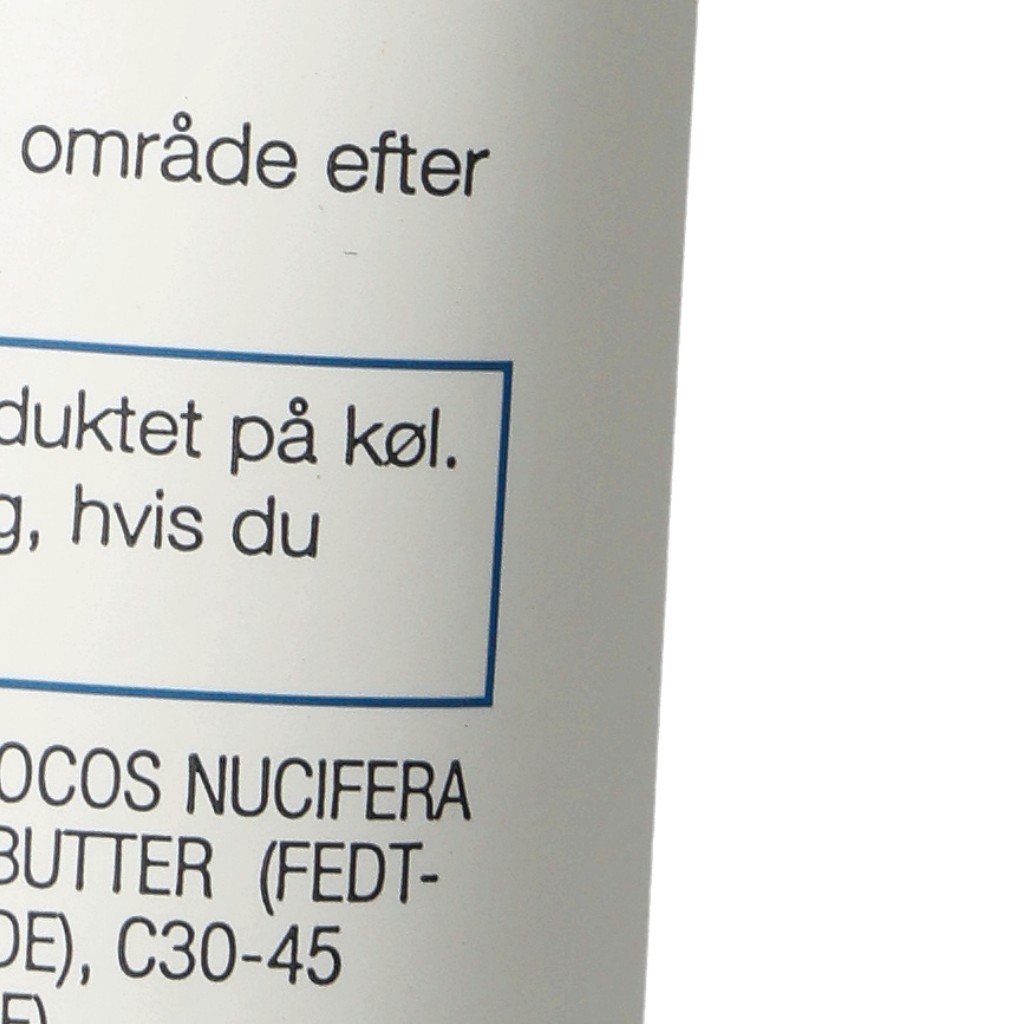 område efter
duktet på køl.
g, hvis du
OCOS NUCIFERA
BUTTER (FEDT-
DE), C30-45